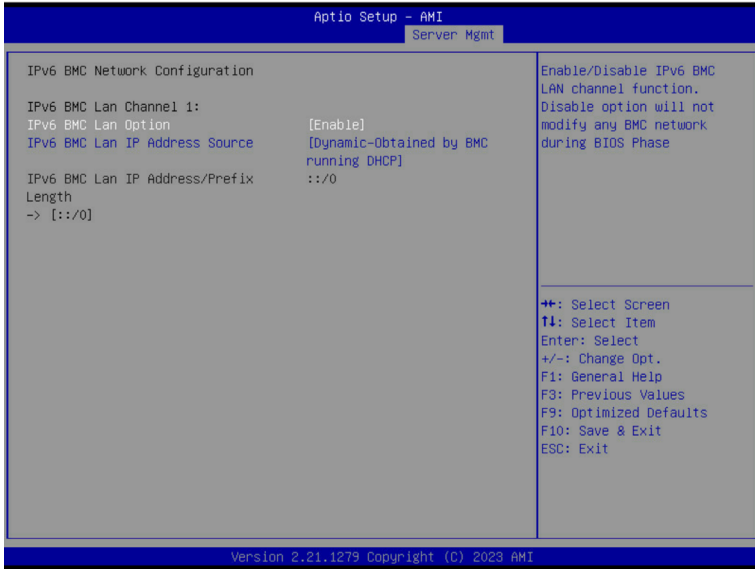 Aptio Setup - AMI
Server Mgmt
IPv6 BMC Network Configuration
IPv6 BMC Lan Channel 1:
IPv6 BMC Lan Option [Enable]
IPv6 BMC Lan IP Address Source [Dynamic-Obtained by BMC
running DHCP]
IPv6 BMC Lan IP Address/Prefix ::/0
Length
-> [::/0]
Enable/Disable IPv6 BMC
LAN channel function.
Disable option will not
modify any BMC network
during BIOS Phase
→←: Select Screen
↑↓: Select Item
Enter: Select
+/-: Change Opt.
F1: General Help
F3: Previous Values
F9: Optimized Defaults
F10: Save & Exit
ESC: Exit
Version 2.21.1279 Copyright (C) 2023 AMI